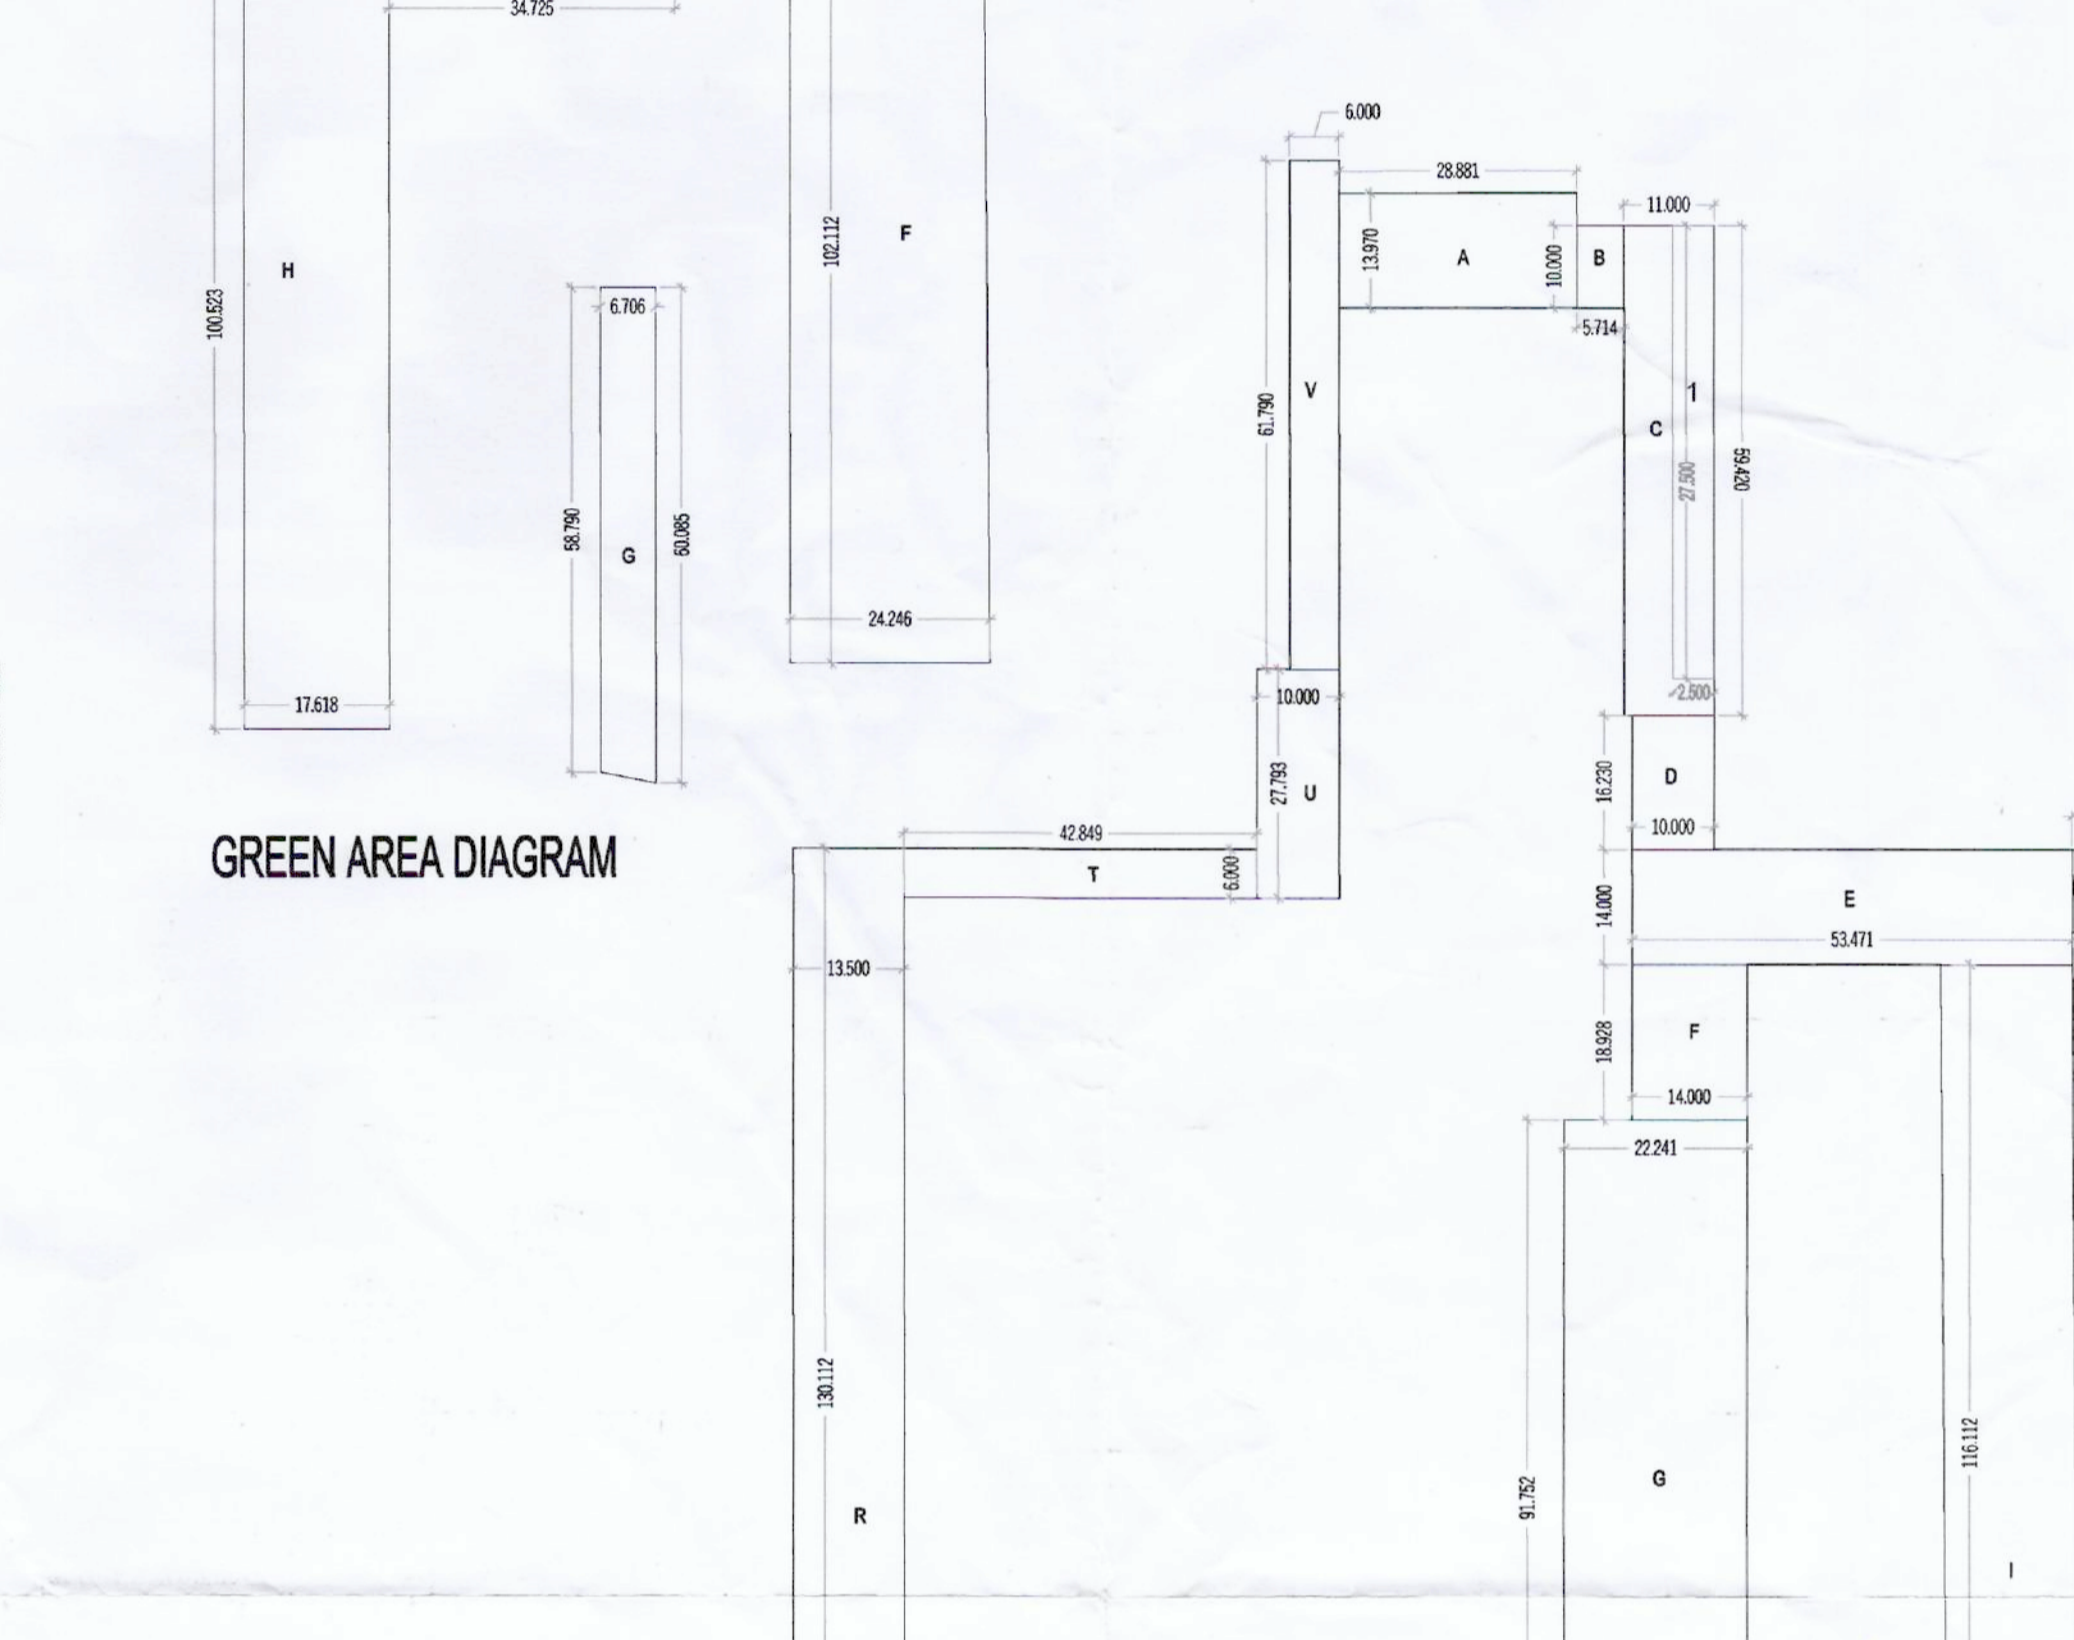 34.725
6.000
28.881
11.000
102.112
F
13.970
A
10.000
B
H
100.523
6.706
5.714
V
1
61.790
C
59.420
27.500
58.790
G
60.085
24.246
2.500
10.000
17.618
27.793
U
16.230
D
10.000
42.849
GREEN AREA DIAGRAM
T
6.000
14.000
E
53.471
13.500
18.928
F
14.000
22.241
130.112
116.112
G
91.752
R
I